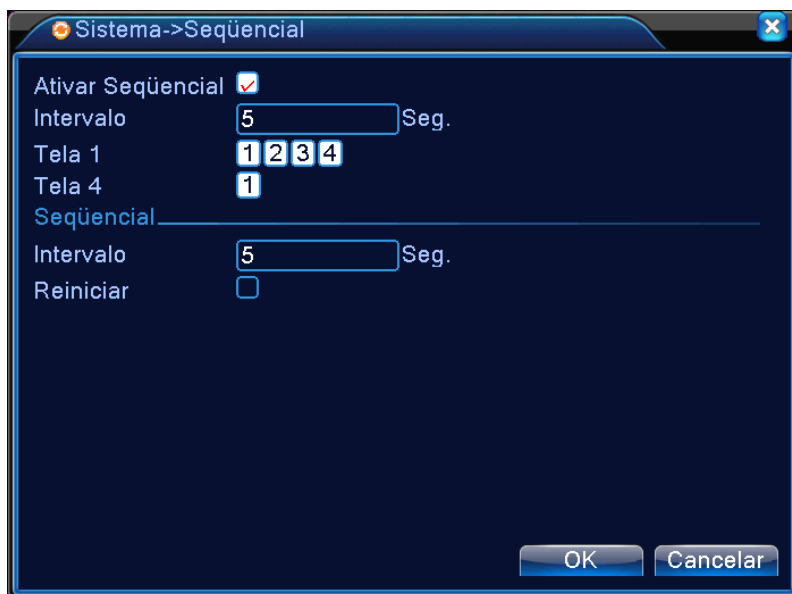 Sistema->Seqüencial
Ativar Seqüencial
Intervalo 5 Seg.
Tela 1 1 2 3 4
Tela 4 1
Seqüencial
Intervalo 5 Seg.
Reiniciar
OK Cancelar